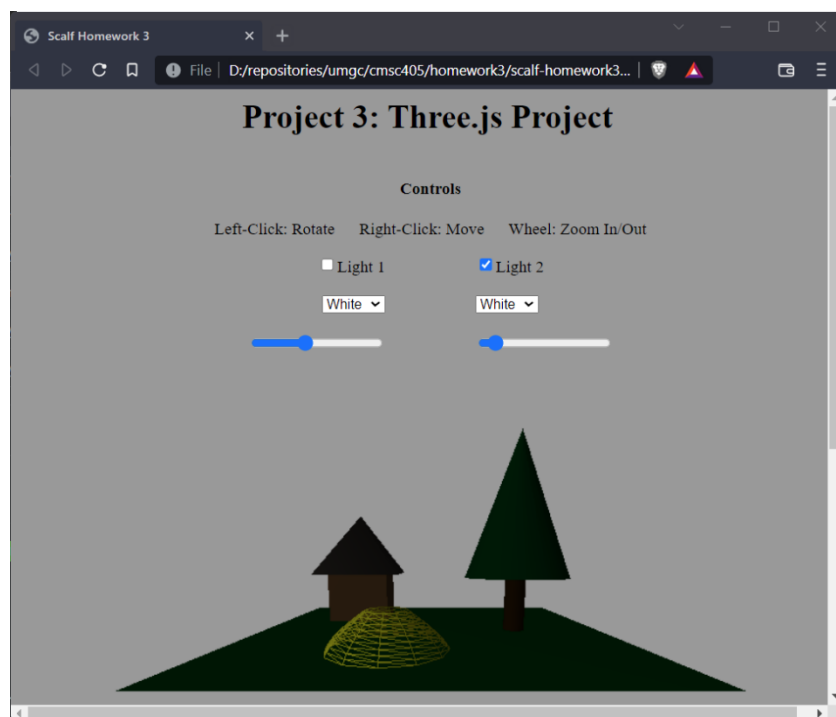 Scalf Homework 3
File D:/repositories/umgc/cmsc405/homework3/scalf-homework3...
Project 3: Three.js Project
Controls
Left-Click: Rotate Right-Click: Move Wheel: Zoom In/Out
Light 1 Light 2
White White